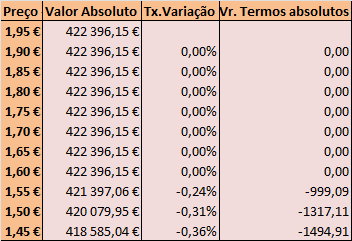 Preço Valor Absoluto Tx.Variação Vr. Termos absolutos
1,95 € 422 396,15 €
1,90 € 422 396,15 € 0,00% 0,00
1,85 € 422 396,15 € 0,00% 0,00
1,80 € 422 396,15 € 0,00% 0,00
1,75 € 422 396,15 € 0,00% 0,00
1,70 € 422 396,15 € 0,00% 0,00
1,65 € 422 396,15 € 0,00% 0,00
1,60 € 422 396,15 € 0,00% 0,00
1,55 € 421 397,06 € -0,24% -999,09
1,50 € 420 079,95 € -0,31% -1317,11
1,45 € 418 585,04 € -0,36% -1494,91